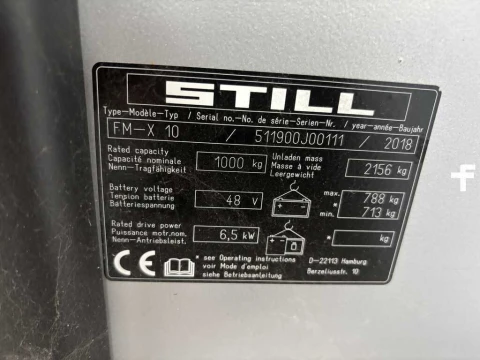 STILL
Type-Modèle-Typ / Serial no.-No. de série-Serien-Nr. / year-année-Baujahr
FM-X 10 / 511900J00111 / 2018
Rated capacity
Capacité nominale
Nenn-Tragfähigkeit
1000 kg
Unladen mass
Masse à vide
Leergewicht
2156 kg
Battery voltage
Tension batterie
Batteriespannung
48 V
max. 788 kg
*
min. 713 kg
Rated drive power
Puissance motr.nom.
Nenn-Antriebsleist.
6,5 kW
* kg
* see Operating instructions
voir Mode d'emploi
siehe Betriebsanleitung
D-22113 Hamburg
Berzeliusstr. 10
CE
f